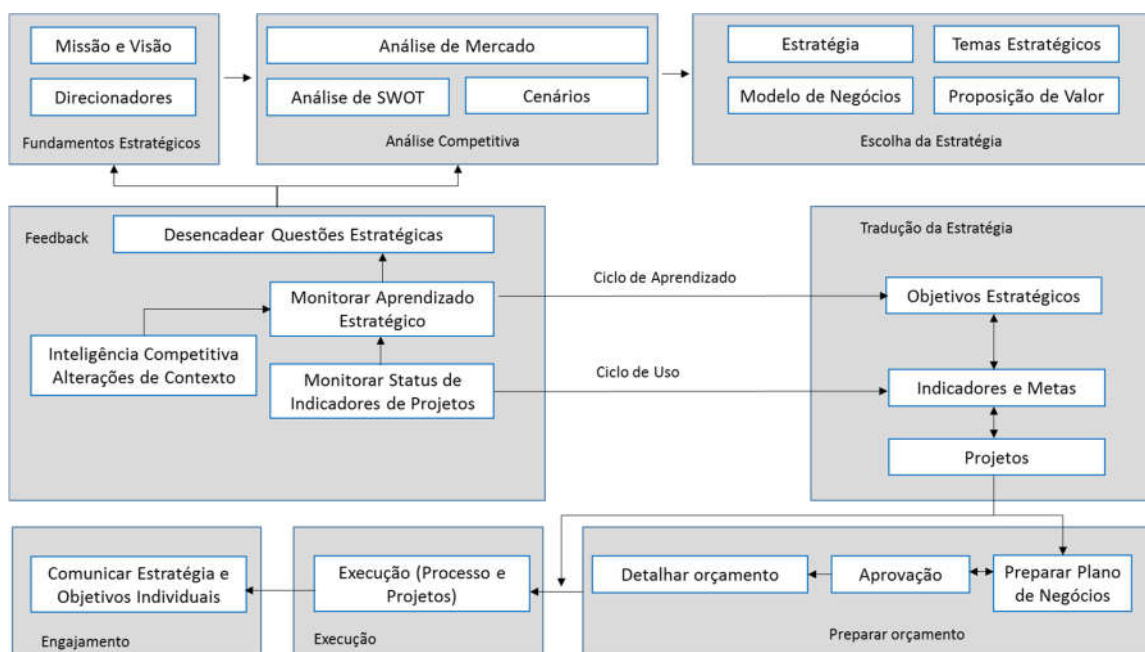 Missão e Visão
Direcionadores
Fundamentos Estratégicos
Análise de Mercado
Análise de SWOT
Cenários
Análise Competitiva
Estratégia
Temas Estratégicos
Modelo de Negócios
Proposição de Valor
Escolha da Estratégia
Feedback
Desencadear Questões Estratégicas
Monitorar Aprendizado
Estratégico
Inteligência Competitiva
Alterações de Contexto
Monitorar Status de
Indicadores de Projetos
Ciclo de Aprendizado
Ciclo de Uso
Tradução da Estratégia
Objetivos Estratégicos
Indicadores e Metas
Projetos
Comunicar Estratégia e
Objetivos Individuais
Engajamento
Execução (Processo e
Projetos)
Execução
Detalhar orçamento
Aprovação
Preparar Plano
de Negócios
Preparar orçamento